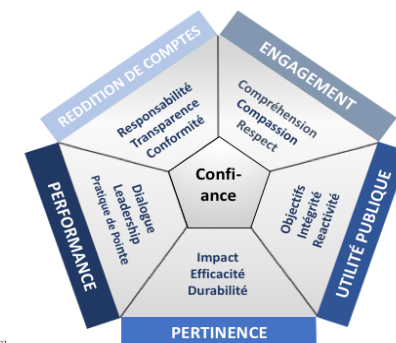 REDDITION DE COMPTES
ENGAGEMENT
Responsabilité
Transparence
Conformité
Compréhension
Compassion
Respect
Confi-
ance
PERFORMANCE
Dialogue
Leadership
Pratique de Pointe
Objectifs
Intégrité
Réactivité
UTILITÉ PUBLIQUE
Impact
Efficacité
Durabilité
PERTINENCE